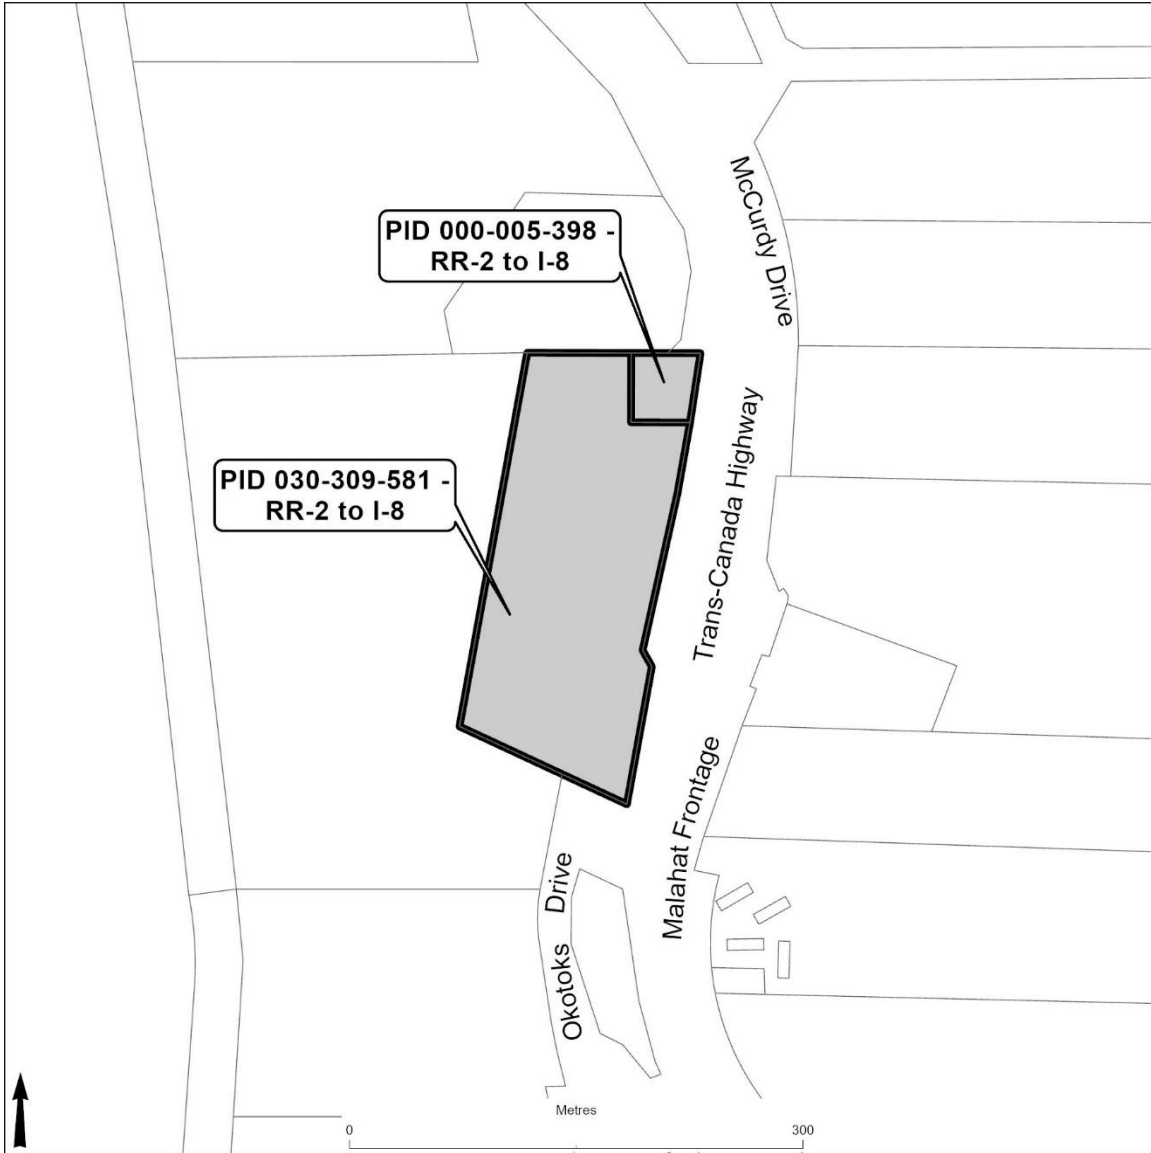 McCurdy Drive
PID 000-005-398 -
RR-2 to I-8
Trans-Canada Highway
PID 030-309-581 -
RR-2 to I-8
Malahat Frontage
Okotoks Drive
Metres
0 300